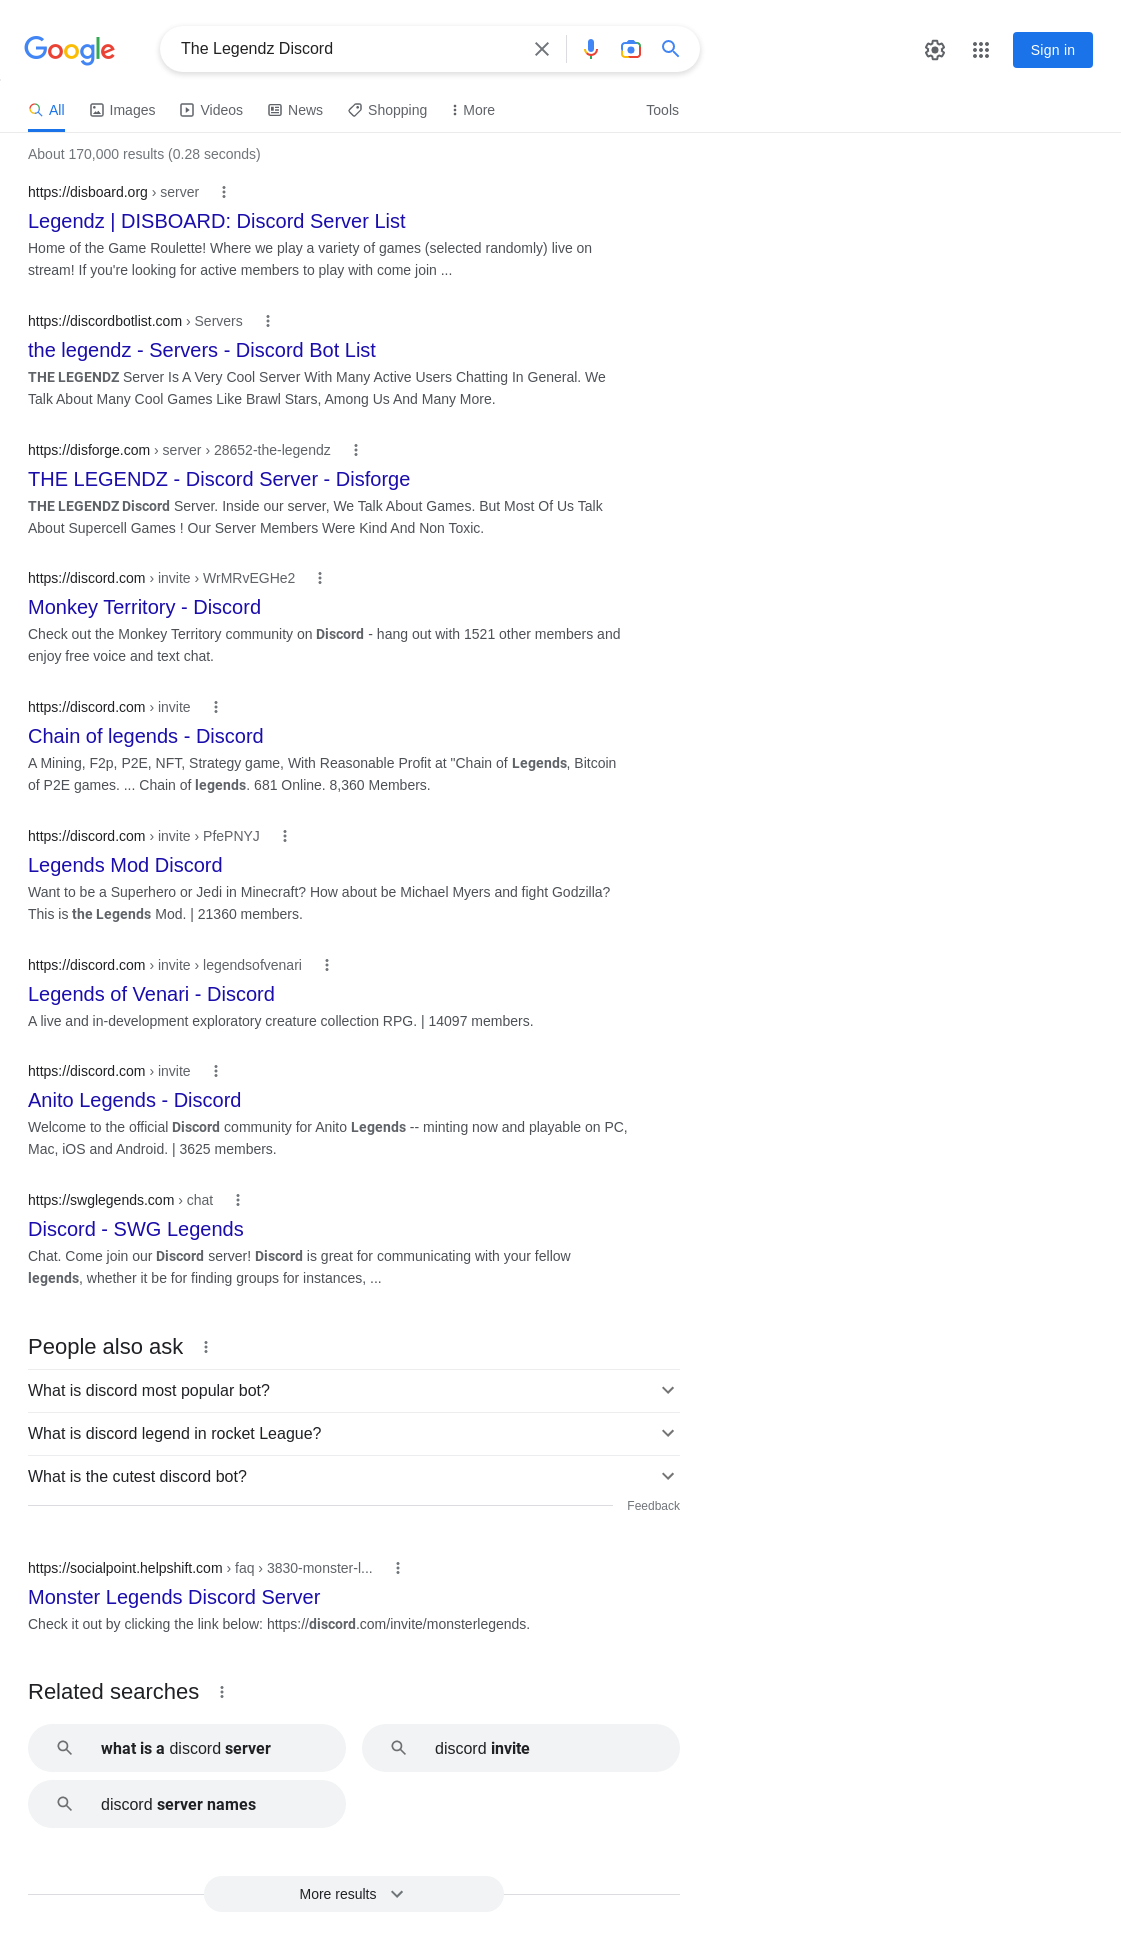 Google
The Legendz Discord
Sign in
All
Images
Videos
News
Shopping
More
Tools
About 170,000 results (0.28 seconds)
https://disboard.org › server
Legendz | DISBOARD: Discord Server List
Home of the Game Roulette! Where we play a variety of games (selected randomly) live on
stream! If you're looking for active members to play with come join ...
https://discordbotlist.com › Servers
the legendz - Servers - Discord Bot List
THE LEGENDZ Server Is A Very Cool Server With Many Active Users Chatting In General. We
Talk About Many Cool Games Like Brawl Stars, Among Us And Many More.
https://disforge.com › server › 28652-the-legendz
THE LEGENDZ - Discord Server - Disforge
THE LEGENDZ Discord Server. Inside our server, We Talk About Games. But Most Of Us Talk
About Supercell Games ! Our Server Members Were Kind And Non Toxic.
https://discord.com › invite › WrMRvEGHe2
Monkey Territory - Discord
Check out the Monkey Territory community on Discord - hang out with 1521 other members and
enjoy free voice and text chat.
https://discord.com › invite
Chain of legends - Discord
A Mining, F2p, P2E, NFT, Strategy game, With Reasonable Profit at "Chain of Legends, Bitcoin
of P2E games. ... Chain of legends. 681 Online. 8,360 Members.
https://discord.com › invite › PfePNYJ
Legends Mod Discord
Want to be a Superhero or Jedi in Minecraft? How about be Michael Myers and fight Godzilla?
This is the Legends Mod. | 21360 members.
https://discord.com › invite › legendsofvenari
Legends of Venari - Discord
A live and in-development exploratory creature collection RPG. | 14097 members.
https://discord.com › invite
Anito Legends - Discord
Welcome to the official Discord community for Anito Legends -- minting now and playable on PC,
Mac, iOS and Android. | 3625 members.
https://swglegends.com › chat
Discord - SWG Legends
Chat. Come join our Discord server! Discord is great for communicating with your fellow
legends, whether it be for finding groups for instances, ...
People also ask
What is discord most popular bot?
What is discord legend in rocket League?
What is the cutest discord bot?
Feedback
https://socialpoint.helpshift.com › faq › 3830-monster-l...
Monster Legends Discord Server
Check it out by clicking the link below: https://discord.com/invite/monsterlegends.
Related searches
what is a discord server
discord invite
discord server names
More results